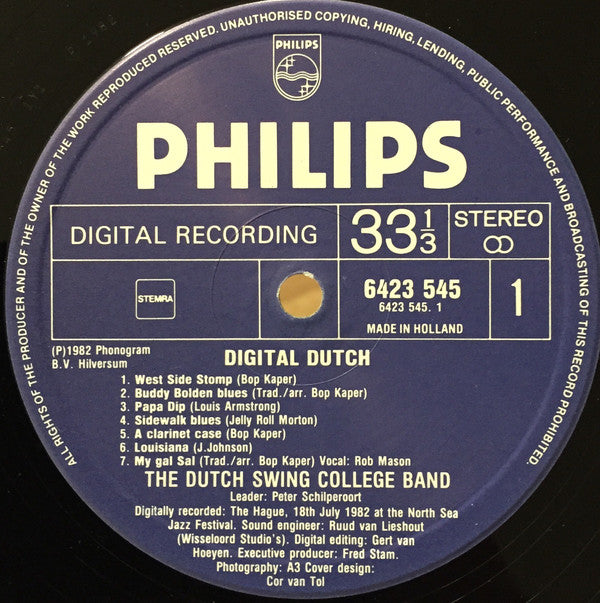 ALL RIGHTS OF THE PRODUCER AND OF THE OWNER OF THE WORK REPRODUCED RESERVED. UNAUTHORISED COPYING, HIRING, LENDING, PUBLIC PERFORMANCE AND BROADCASTING OF THIS RECORD PROHIBITED.
PHILIPS
PHILIPS
DIGITAL RECORDING
33 1/3
STEREO
STEMRA
6423 545
6423 545. 1
MADE IN HOLLAND
1
(P)1982 Phonogram
B.V. Hilversum
DIGITAL DUTCH
1. West Side Stomp (Bop Kaper)
2. Buddy Bolden blues (Trad./arr. Bop Kaper)
3. Papa Dip (Louis Armstrong)
4. Sidewalk blues (Jelly Roll Morton)
5. A clarinet case (Bop Kaper)
6. Louisiana (J.Johnson)
7. My gal Sal (Trad./arr. Bop Kaper) Vocal: Rob Mason
THE DUTCH SWING COLLEGE BAND
Leader: Peter Schilperoort
Digitally recorded: The Hague, 18th July 1982 at the North Sea
Jazz Festival. Sound engineer: Ruud van Lieshout
(Wisseloord Studio's). Digital editing: Gert van
Hoeyen. Executive producer: Fred Stam.
Photography: A3 Cover design:
Cor van Tol